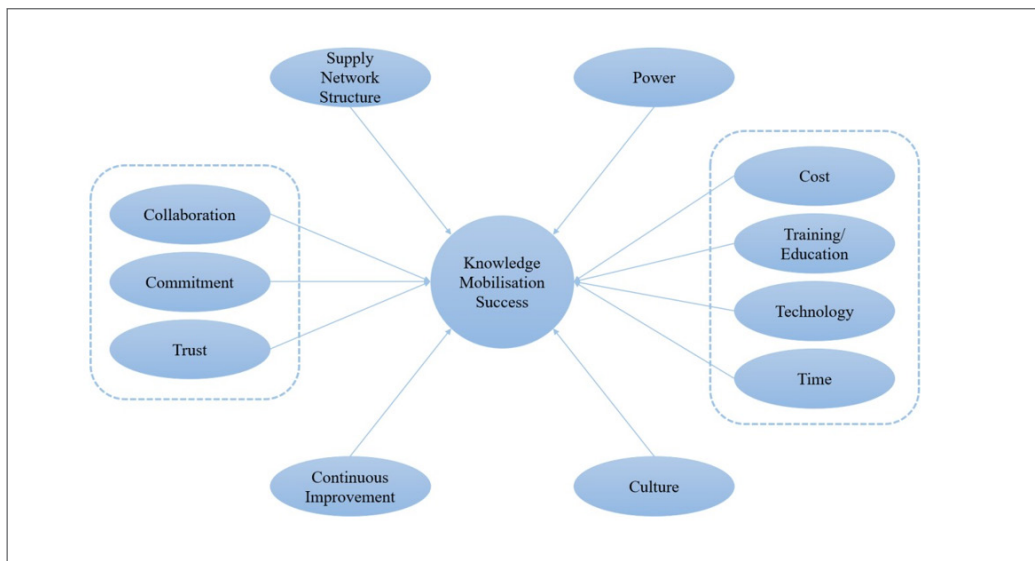 Supply
Network
Structure
Power
Collaboration
Commitment
Trust
Knowledge
Mobilisation
Success
Cost
Training/
Education
Technology
Time
Continuous
Improvement
Culture